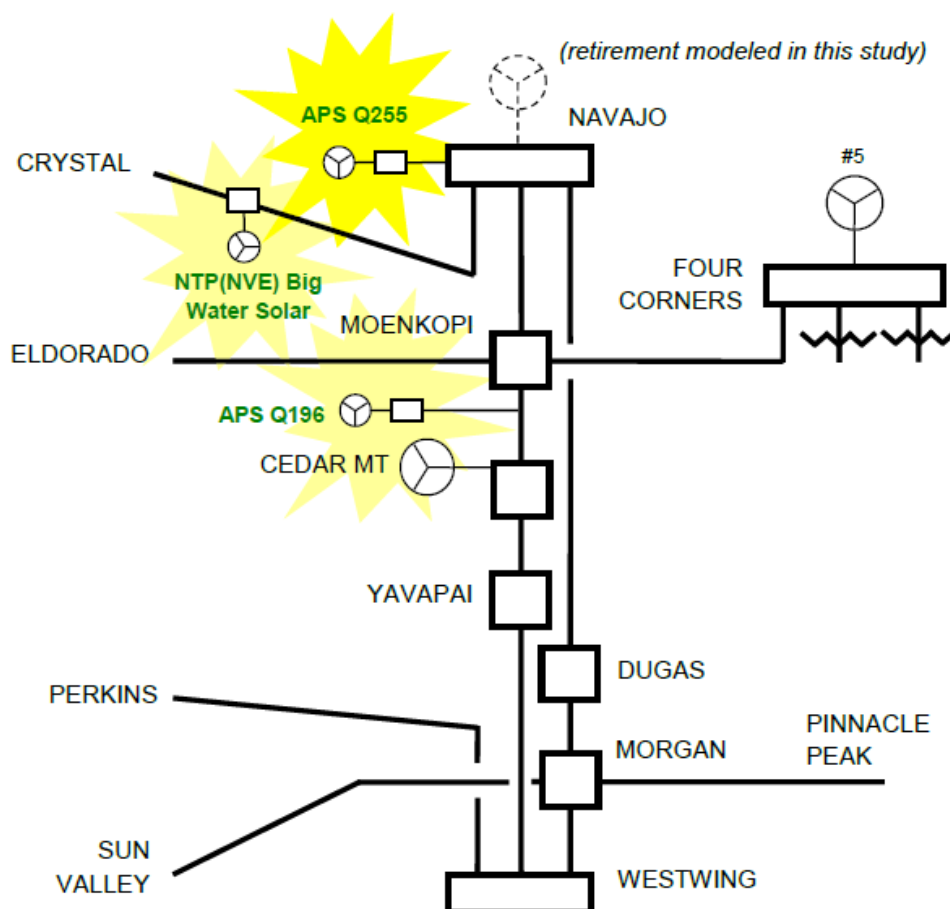 (retirement modeled in this study)
APS Q255
NAVAJO
CRYSTAL
#5
NTP(NVE) Big
Water Solar
FOUR
CORNERS
MOENKOPI
ELDORADO
APS Q196
CEDAR MT
YAVAPAI
DUGAS
PERKINS
MORGAN
PINNACLE
PEAK
SUN
VALLEY
WESTWING